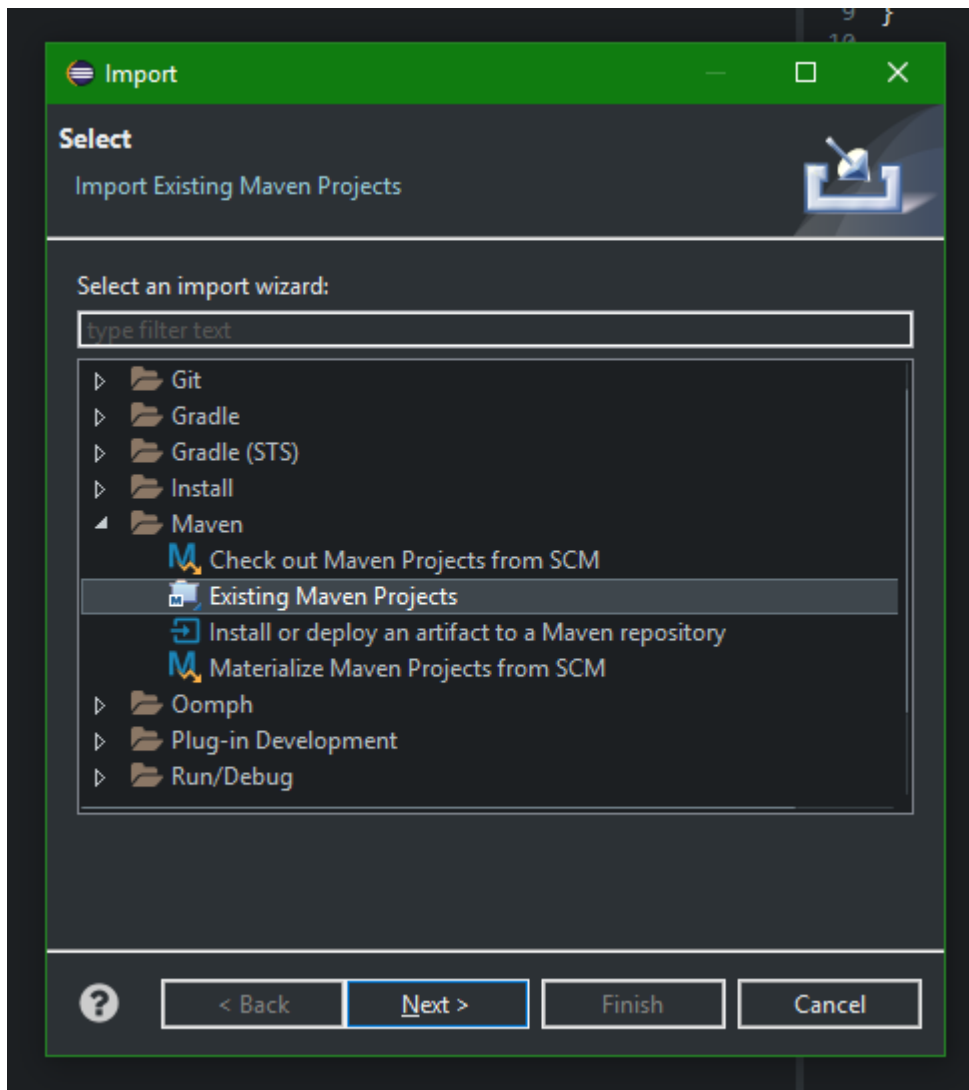 9 }
10
Import
Select
Import Existing Maven Projects
Select an import wizard:
type filter text
Git
Gradle
Gradle (STS)
Install
Maven
Check out Maven Projects from SCM
Existing Maven Projects
Install or deploy an artifact to a Maven repository
Materialize Maven Projects from SCM
Oomph
Plug-in Development
Run/Debug
? < Back Next > Finish Cancel